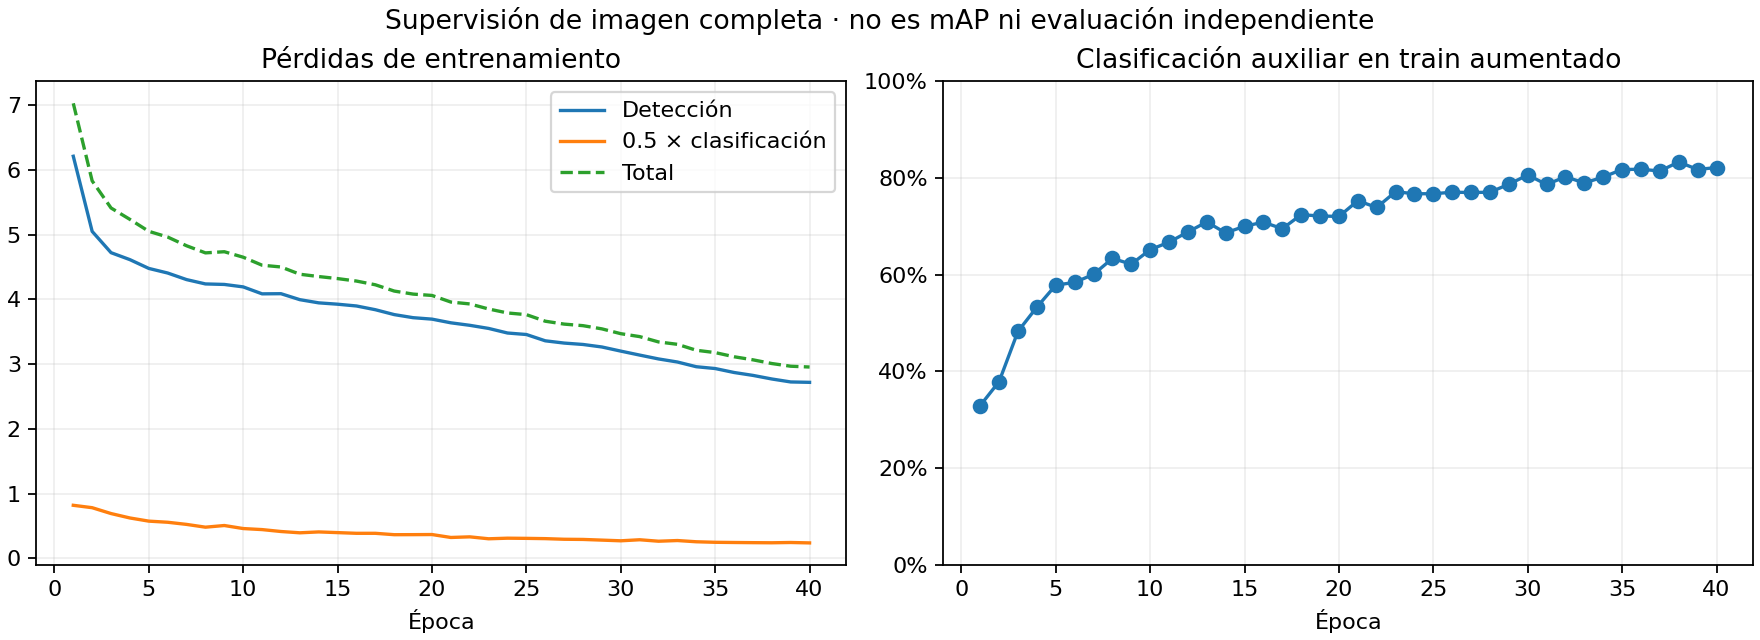 Supervisión de imagen completa · no es mAP ni evaluación independiente
Pérdidas de entrenamiento
7
6
5
4
3
2
1
0
0 5 10 15 20 25 30 35 40
Época
Detección
0.5 × clasificación
Total
Clasificación auxiliar en train aumentado
100%
80%
60%
40%
20%
0%
0 5 10 15 20 25 30 35 40
Época